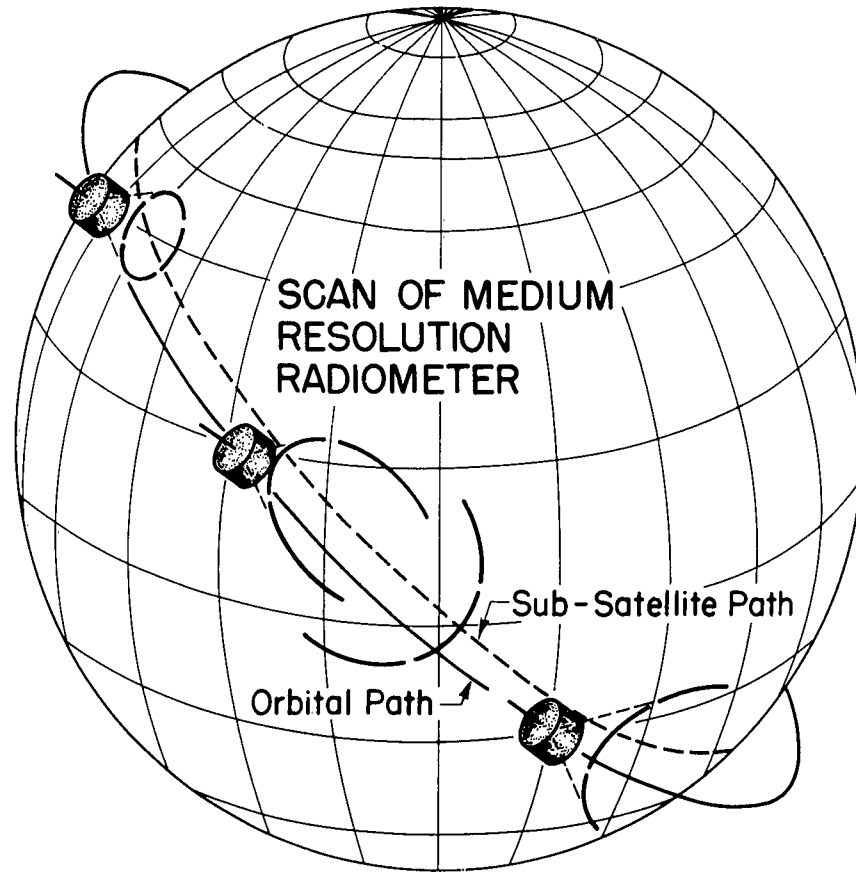 SCAN OF MEDIUM
RESOLUTION
RADIOMETER
Sub-Satellite Path
Orbital Path